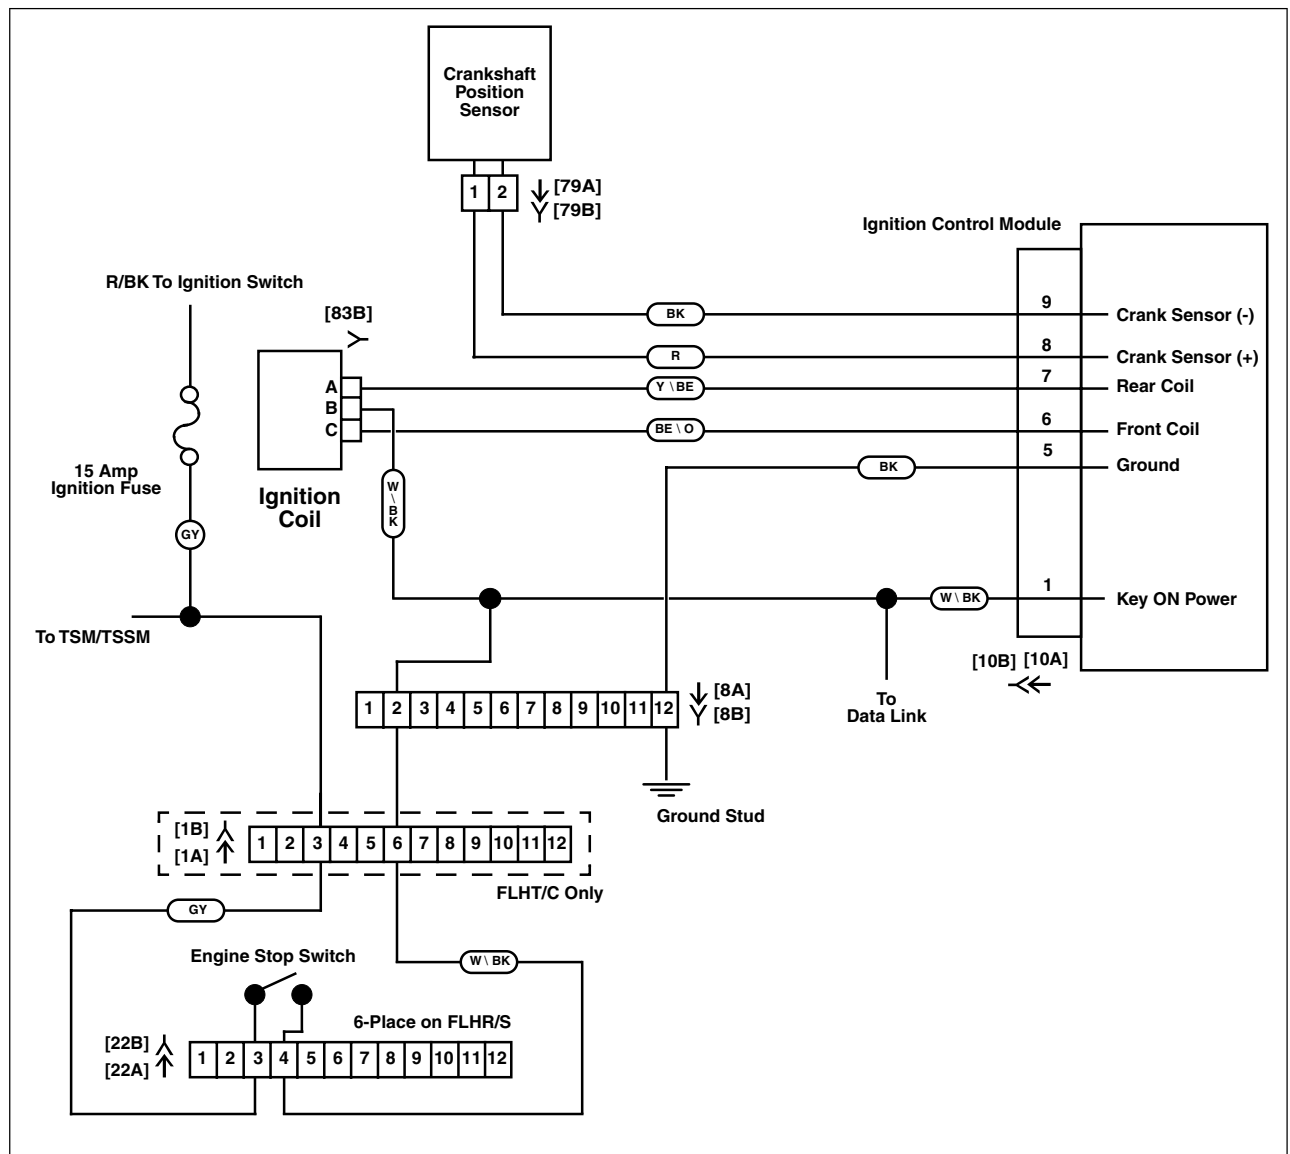 Crankshaft
Position
Sensor
1 2
[79A]
[79B]
Ignition Control Module
R/BK To Ignition Switch
[83B]
9
BK
Crank Sensor (-)
8
R
Crank Sensor (+)
7
A
Y \ BE
Rear Coil
B
6
C
BE \ O
Front Coil
5
15 Amp
Ignition Fuse
BK
Ground
Ignition
Coil
W \ BK
GY
1
W \ BK
Key ON Power
To TSM/TSSM
[10B] [10A]
To
Data Link
1 2 3 4 5 6 7 8 9 10 11 12
[8A]
[8B]
Ground Stud
[1B]
[1A]
1 2 3 4 5 6 7 8 9 10 11 12
FLHT/C Only
GY
Engine Stop Switch
W \ BK
6-Place on FLHR/S
[22B]
[22A]
1 2 3 4 5 6 7 8 9 10 11 12